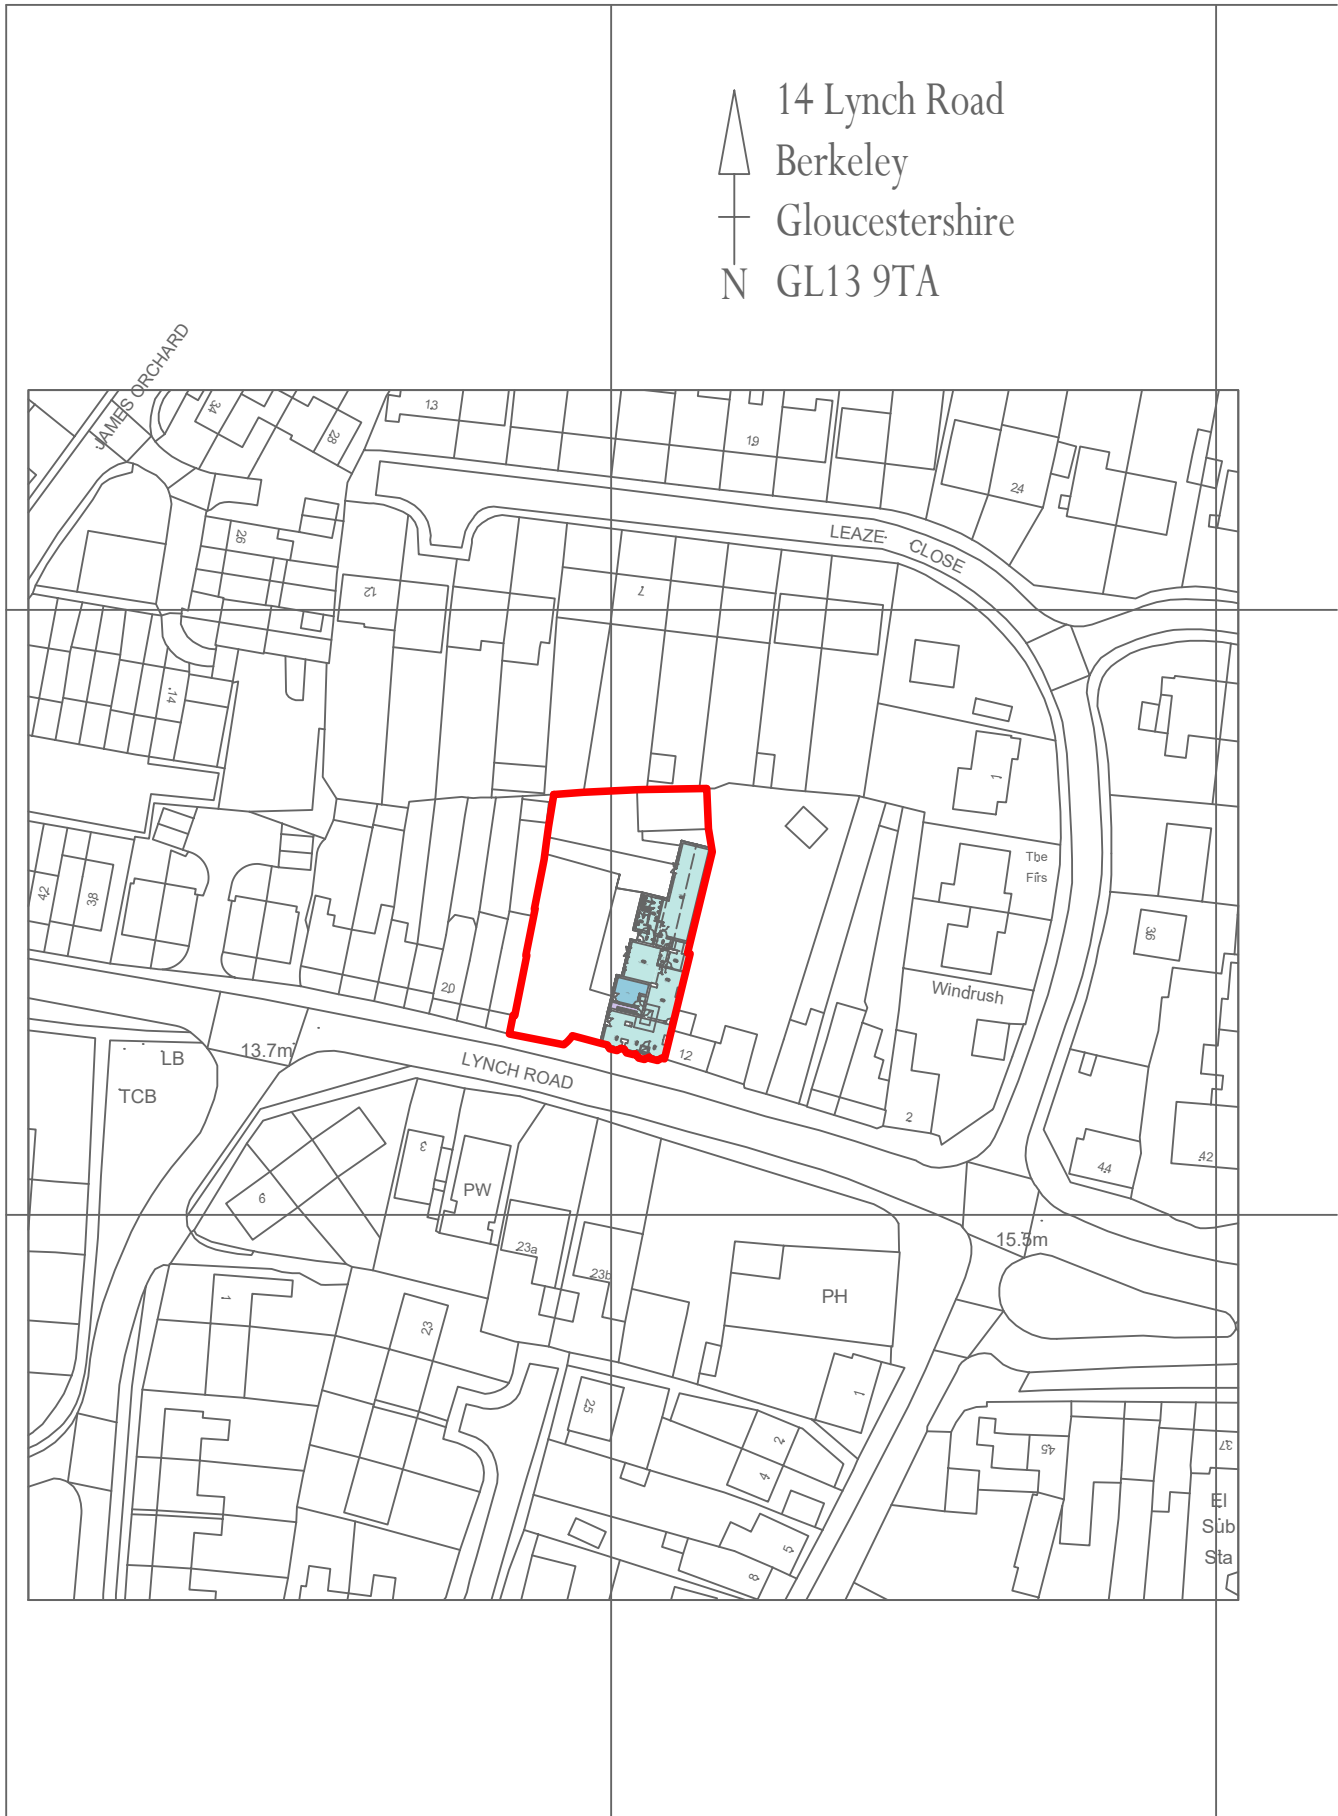 14 Lynch Road
Berkeley
Gloucestershire
N GL13 9TA
JAMES ORCHARD
34
28
13
19
24
LEAZE CLOSE
26
12
7
14
1
The
Firs
42
38
36
20
Windrush
LB
13.7m
LYNCH ROAD
12
TCB
2
3
44
42
6
PW
23a
15.5m
23b
PH
1
23
1
25
2
4
45
37
El
Sub
Sta
5
8